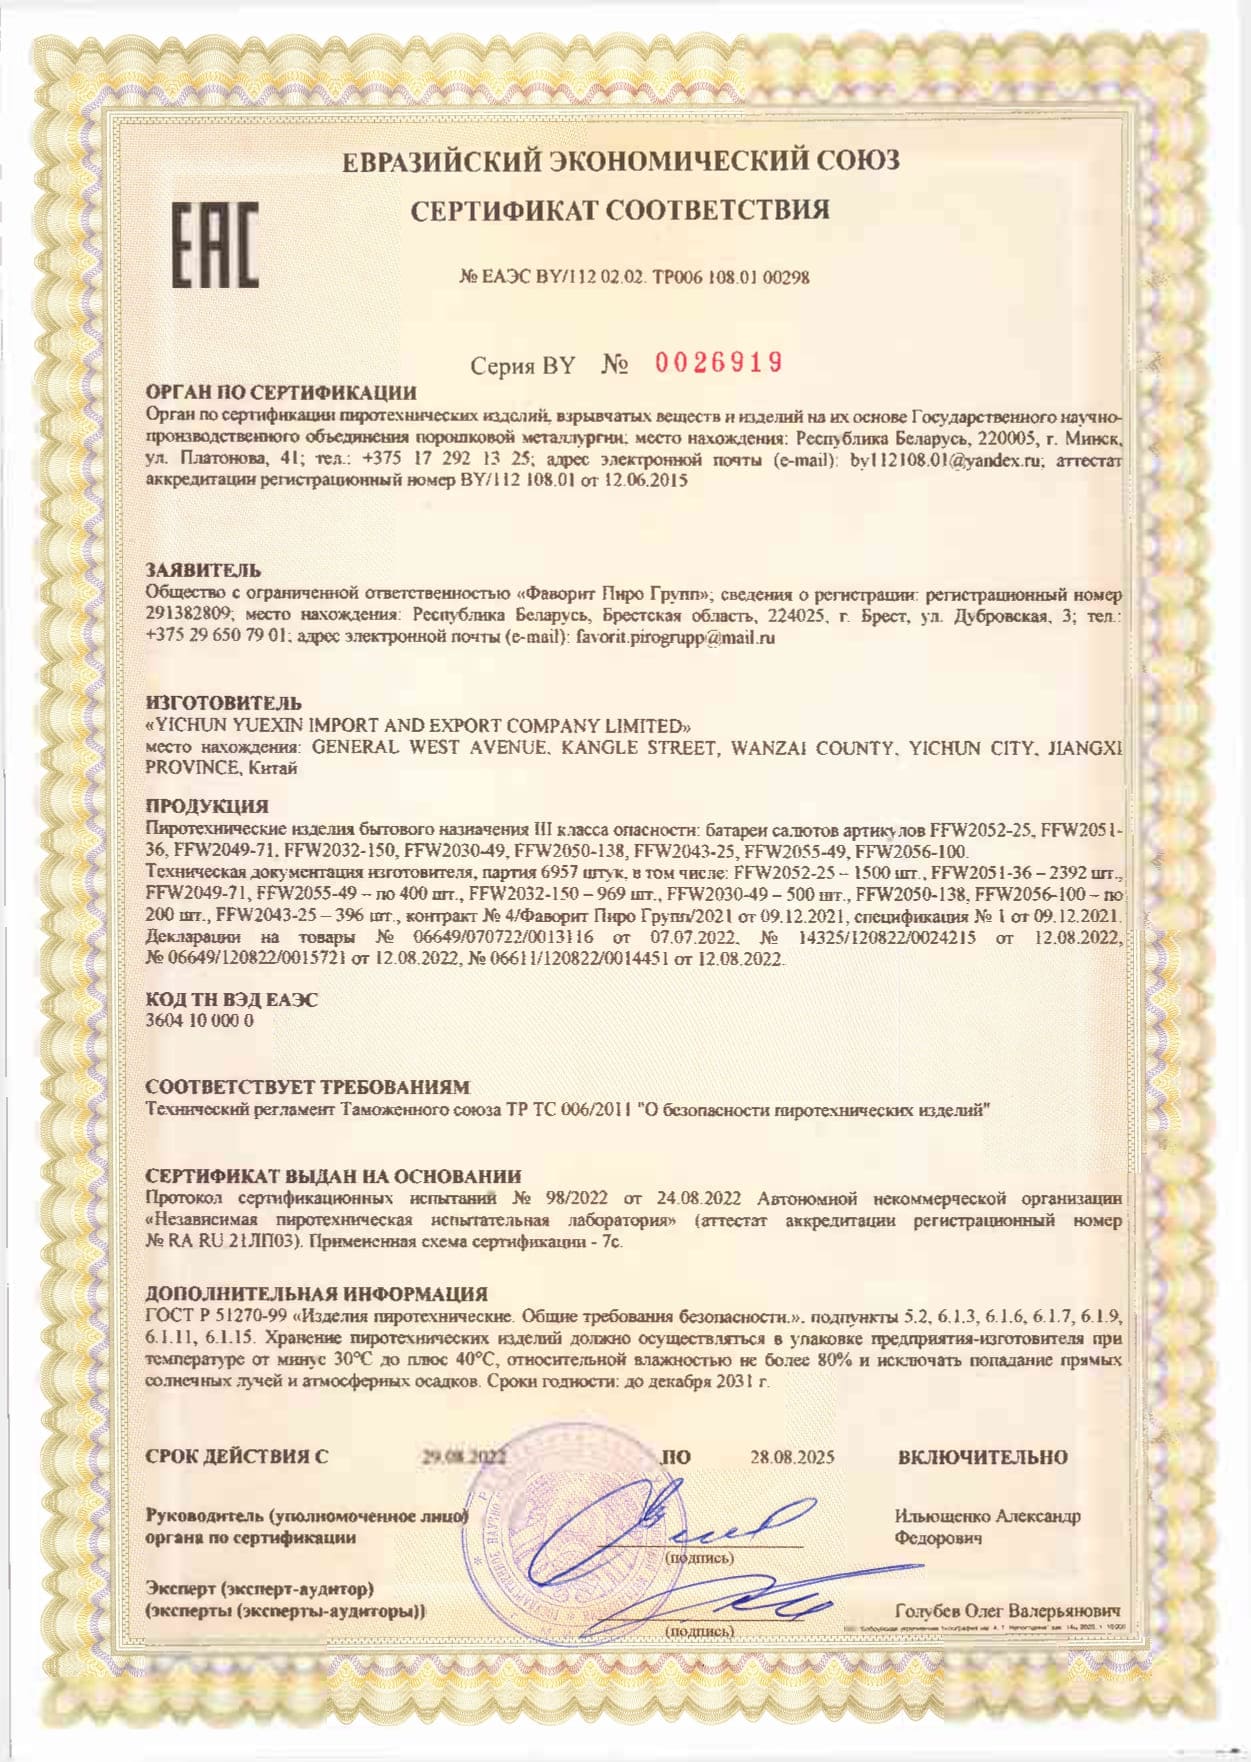 ЕВРАЗИЙСКИЙ ЭКОНОМИЧЕСКИЙ СОЮЗ
СЕРТИФИКАТ СООТВЕТСТВИЯ
ЕАС
№ ЕАЭС BY/112 02.02. ТР006 108.01 00298
Серия BY № 0026919
ОРГАН ПО СЕРТИФИКАЦИИ
Орган по сертификации пиротехнических изделий, взрывчатых веществ и изделий на их основе Государственного научно-
производственного объединения порошковой металлургии; место нахождения: Республика Беларусь, 220005, г. Минск,
ул. Платонова, 41; тел.: +375 17 292 13 25; адрес электронной почты (e-mail): by112108.01@yandex.ru; аттестат
аккредитации регистрационный номер BY/112 108.01 от 12.06.2015
ЗАЯВИТЕЛЬ
Общество с ограниченной ответственностью «Фаворит Пиро Групп»; сведения о регистрации: регистрационный номер
291382809; место нахождения: Республика Беларусь, Брестская область, 224025, г. Брест, ул. Дубровская, 3; тел.:
+375 29 650 79 01; адрес электронной почты (e-mail): favorit.pirogrupp@mail.ru
ИЗГОТОВИТЕЛЬ
«YICHUN YUEXIN IMPORT AND EXPORT COMPANY LIMITED»
место нахождения: GENERAL WEST AVENUE, KANGLE STREET, WANZAI COUNTY, YICHUN CITY, JIANGXI
PROVINCE, Китай
ПРОДУКЦИЯ
Пиротехнические изделия бытового назначения III класса опасности: батареи салютов артикулов FFW2052-25, FFW2051-
36, FFW2049-71, FFW2032-150, FFW2030-49, FFW2050-138, FFW2043-25, FFW2055-49, FFW2056-100.
Техническая документация изготовителя, партия 6957 штук, в том числе: FFW2052-25 – 1500 шт., FFW2051-36 – 2392 шт.,
FFW2049-71, FFW2055-49 – по 400 шт., FFW2032-150 – 969 шт., FFW2030-49 – 500 шт., FFW2050-138, FFW2056-100 – по
200 шт., FFW2043-25 – 396 шт., контракт № 4/Фаворит Пиро Групп/2021 от 09.12.2021, спецификация № 1 от 09.12.2021.
Декларации на товары № 06649/070722/0013116 от 07.07.2022, № 14325/120822/0024215 от 12.08.2022,
№ 06649/120822/0015721 от 12.08.2022, № 06611/120822/0014451 от 12.08.2022.
КОД ТН ВЭД ЕАЭС
3604 10 000 0
СООТВЕТСТВУЕТ ТРЕБОВАНИЯМ
Технический регламент Таможенного союза ТР ТС 006/2011 "О безопасности пиротехнических изделий"
СЕРТИФИКАТ ВЫДАН НА ОСНОВАНИИ
Протокол сертификационных испытаний № 98/2022 от 24.08.2022 Автономной некоммерческой организации
«Независимая пиротехническая испытательная лаборатория» (аттестат аккредитации регистрационный номер
№ RA RU 21ЛП03). Применсиная схема сертификации - 7с.
ДОПОЛНИТЕЛЬНАЯ ИНФОРМАЦИЯ
ГОСТ Р 51270-99 «Изделия пиротехнические. Общие требования безопасности.», подпункты 5.2, 6.1.3, 6.1.6, 6.1.7, 6.1.9,
6.1.11, 6.1.15. Хранение пиротехнических изделий должно осуществляться в упаковке предприятия-изготовителя при
температуре от минус 30°С до плюс 40°С, относительной влажностью не более 80% и исключать попадание прямых
солнечных лучей и атмосферных осадков. Сроки годности: до декабря 2031 г.
СРОК ДЕЙСТВИЯ С 29.08.2022 ПО 28.08.2025 ВКЛЮЧИТЕЛЬНО
Руководитель (уполномоченное лицо)
органа по сертификации
Ильющенко Александр
Федорович
(подпись)
Эксперт (эксперт-аудитор)
(эксперты (эксперты-аудиторы))
Голубев Олег Валерьянович
(подпись)